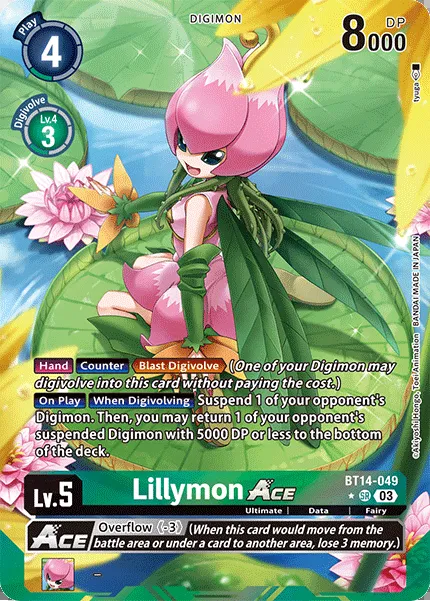 DIGIMON
Play
4
DP
8000
Digivolve
Lv.4
3
tyuga
©Akiyoshi Hongo, Toei Animation BANDAI MADE IN JAPAN
Hand Counter Blast Digivolve (One of your Digimon may
digivolve into this card without paying the cost.)
On Play When Digivolving Suspend 1 of your opponent's
Digimon. Then, you may return 1 of your opponent's
suspended Digimon with 5000 DP or less to the bottom
of the deck.
BT14-049
Lv.5
Lillymon ACE
SR 03
Ultimate | Data | Fairy
ACE
Overflow《-3》 (When this card would move from the
battle area or under a card to another area, lose 3 memory.)
-